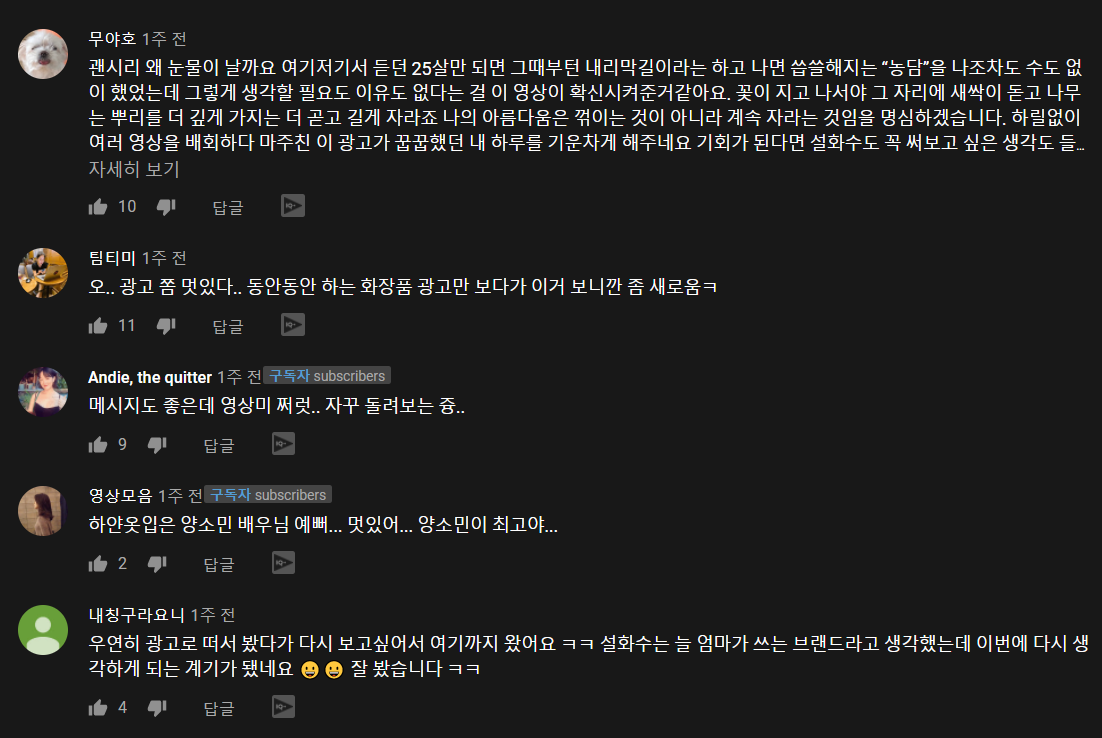 무야호 1주 전
괜시리 왜 눈물이 날까요 여기저기서 듣던 25살만 되면 그때부턴 내리막길이라는 하고 나면 씁쓸해지는 “농담”을 나조차도 수도 없
이 했었는데 그렇게 생각할 필요도 이유도 없다는 걸 이 영상이 확신시켜준거같아요. 꽃이 지고 나서야 그 자리에 새싹이 돋고 나무
는 뿌리를 더 깊게 가지는 더 곧고 길게 자라죠 나의 아름다움은 꺾이는 것이 아니라 계속 자라는 것임을 명심하겠습니다. 하릴없이
여러 영상을 배회하다 마주친 이 광고가 꿉꿉했던 내 하루를 기운차게 해주네요 기회가 된다면 설화수도 꼭 써보고 싶은 생각도 들...
자세히 보기
10 답글
팀티미 1주 전
오.. 광고 쫌 멋있다.. 동안동안 하는 화장품 광고만 보다가 이거 보니깐 좀 새로움ㅋ
11 답글
Andie, the quitter 1주 전 구독자 subscribers
메시지도 좋은데 영상미 쩌럿.. 자꾸 돌려보는 즁..
9 답글
영상모음 1주 전 구독자 subscribers
하얀옷입은 양소민 배우님 예뻐... 멋있어... 양소민이 최고야...
2 답글
내칭구라요니 1주 전
우연히 광고로 떠서 봤다가 다시 보고싶어서 여기까지 왔어요 ㅋㅋ 설화수는 늘 엄마가 쓰는 브랜드라고 생각했는데 이번에 다시 생
각하게 되는 계기가 됐네요 😀 😀 잘 봤습니다 ㅋㅋ
4 답글